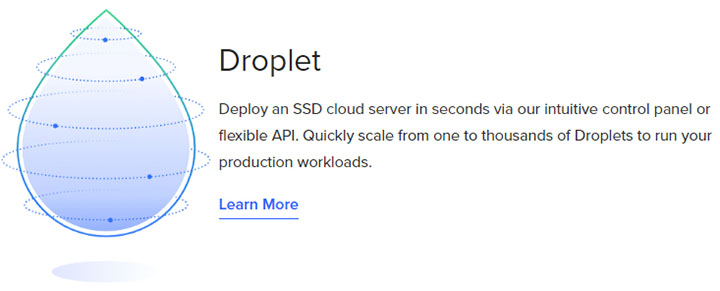 Droplet
Deploy an SSD cloud server in seconds via our intuitive control panel or
flexible API. Quickly scale from one to thousands of Droplets to run your
production workloads.
Learn More